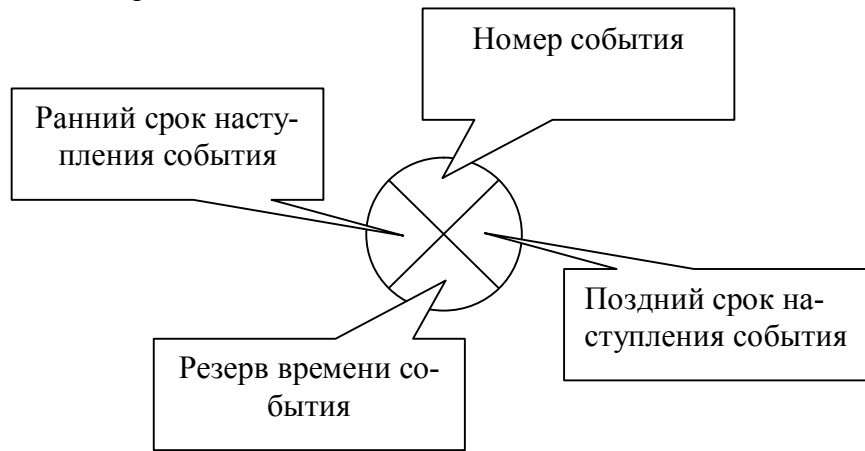 Номер события
Ранний срок насту-
пления события
Поздний срок на-
ступления события
Резерв времени со-
бытия